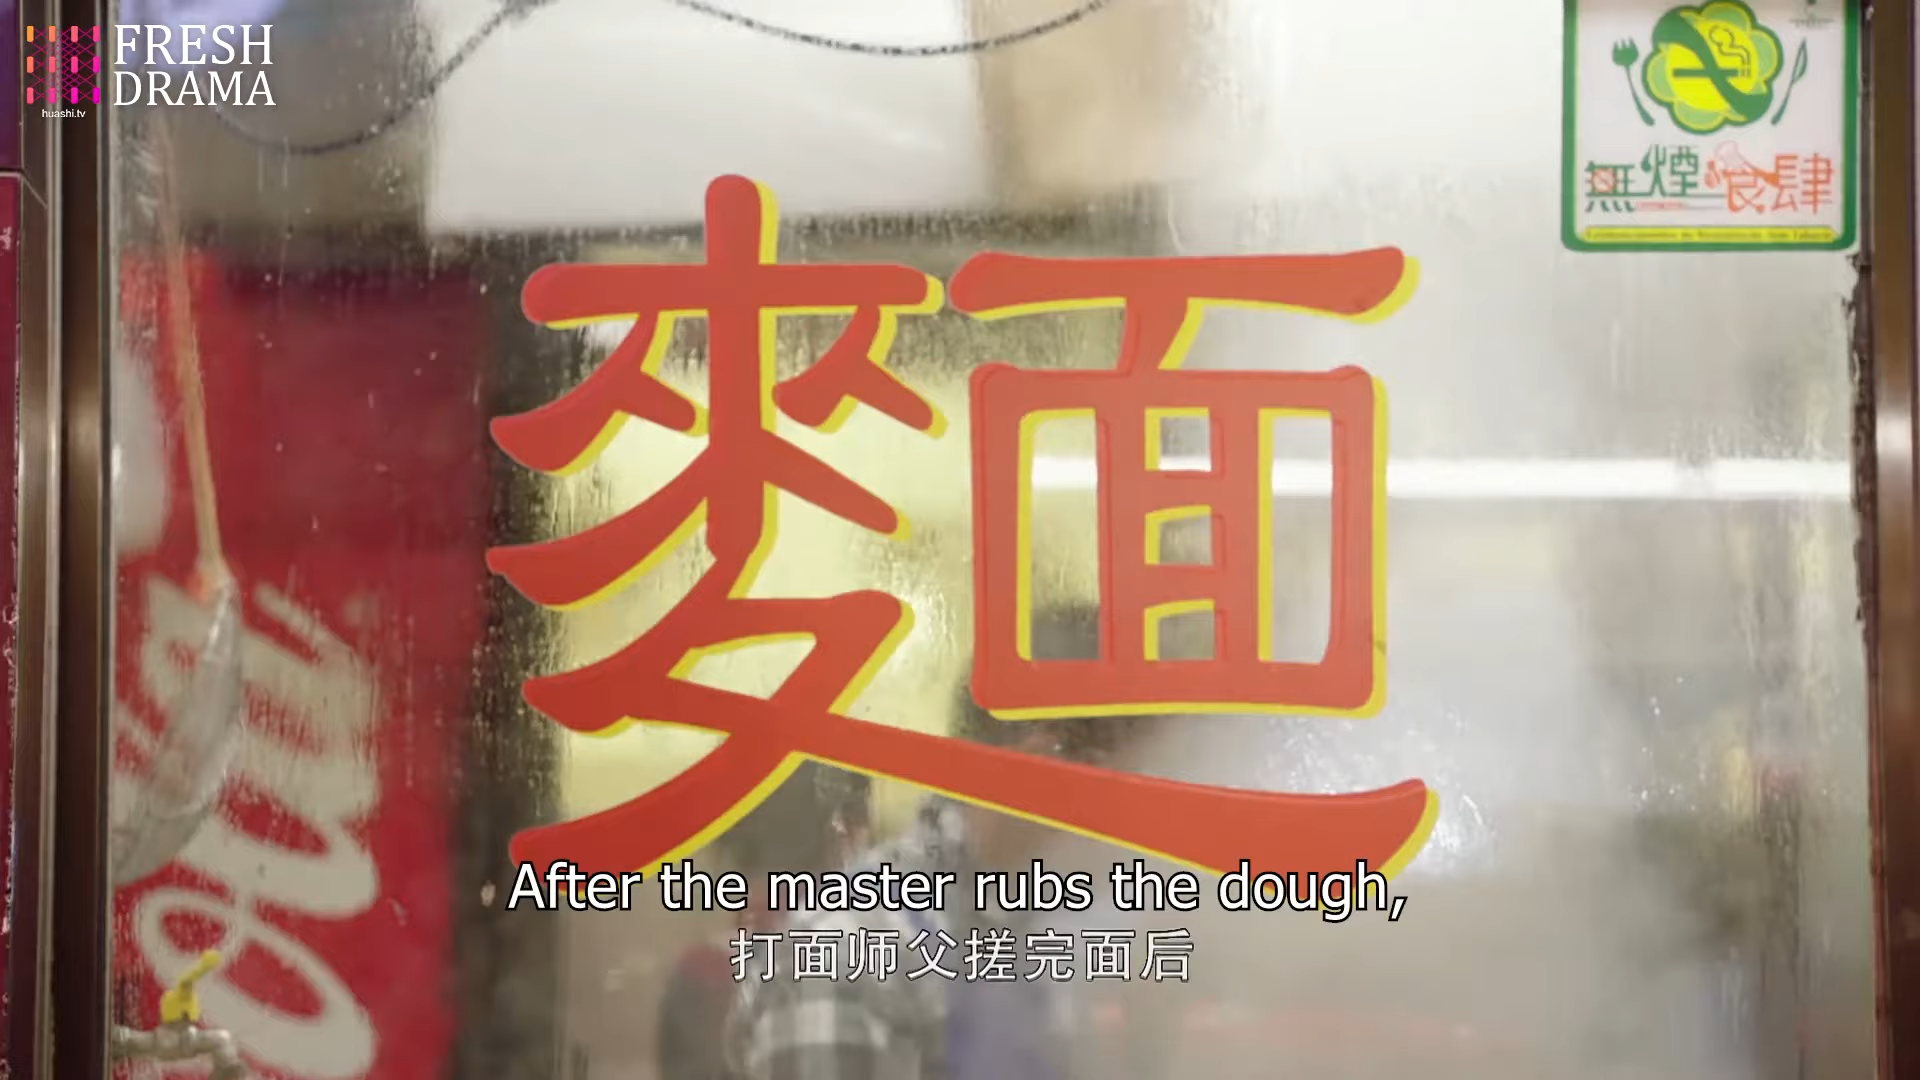 FRESH
DRAMA
huashi.tv
無煙食肆
麵
After the master rubs the dough,
打面师父搓完面后